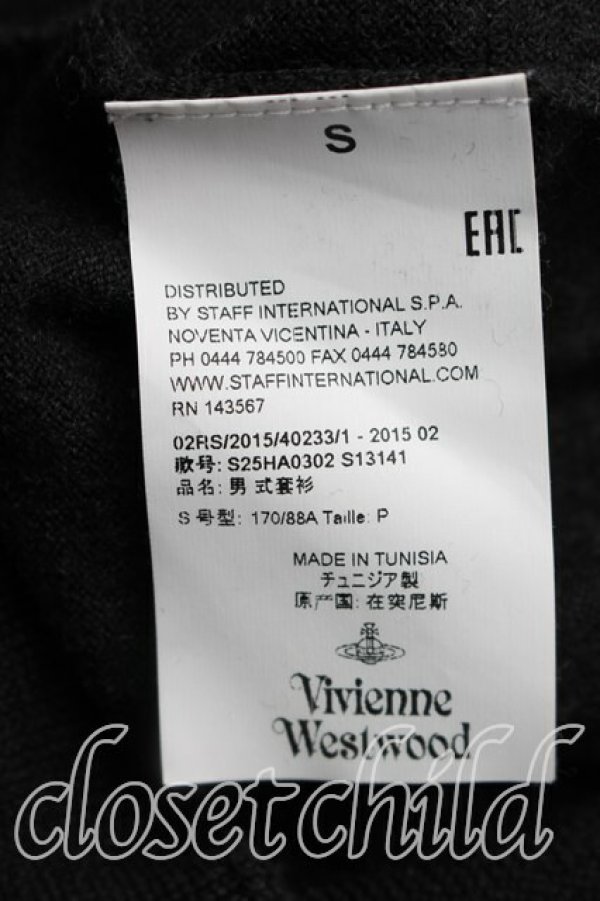 S
EAC
DISTRIBUTED
BY STAFF INTERNATIONAL S.P.A.
NOVENTA VICENTINA - ITALY
PH 0444 784500 FAX 0444 784580
WWW.STAFFINTERNATIONAL.COM
RN 143567
02RS/2015/40233/1 - 2015 02
款号: S25HA0302 S13141
品名: 男式套衫
S 号型: 170/88A Taille: P
MADE IN TUNISIA
チュニジア製
原产国: 在突尼斯
Vivienne
Westwood
closetchild